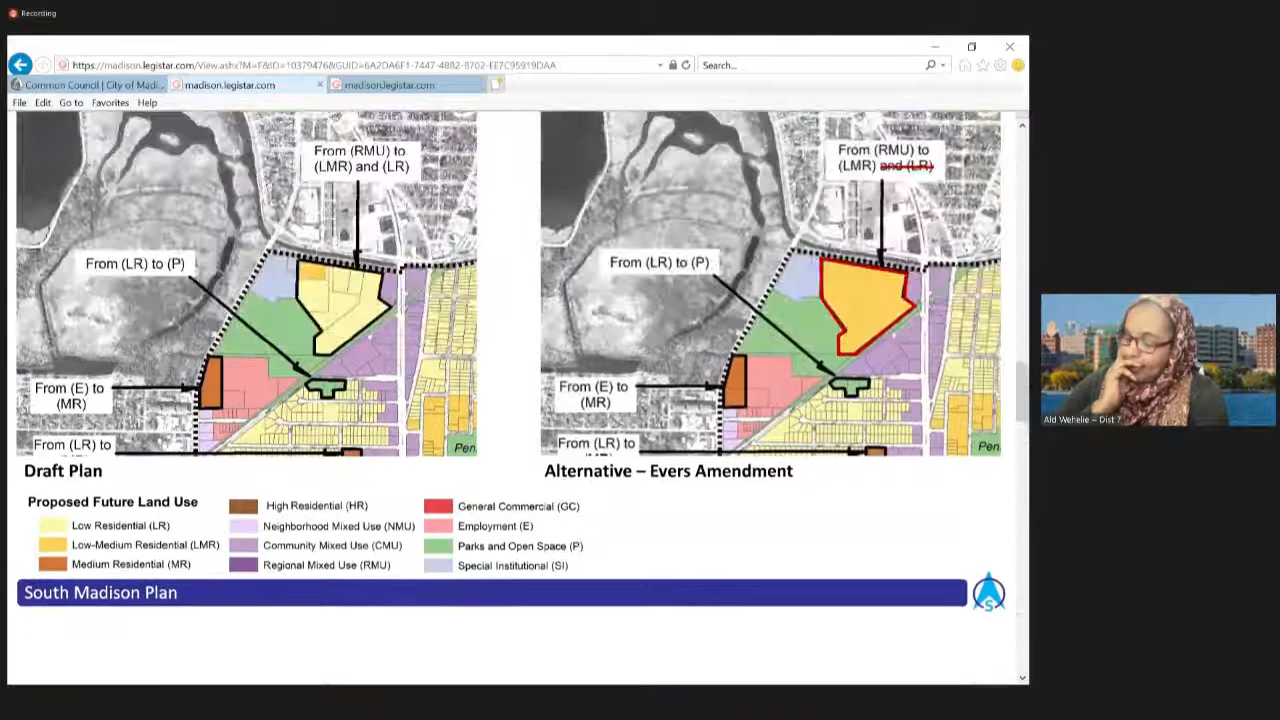 Recording
https://madison.legistar.com/View.ashx?M=F&ID=10379476&GUID=6A2DA6F1-7447-4882-8702-EE7C95919DAA
Search...
Common Council | City of Madi...
madison.legistar.com
madison.legistar.com
File Edit Go to Favorites Help
From (RMU) to
(LMR) and (LR)
From (LR) to (P)
From (E) to
(MR)
From (LR) to
Pen
Draft Plan
From (RMU) to
(LMR) and (LR)
From (LR) to (P)
From (E) to
(MR)
From (LR) to
Pen
Alternative – Evers Amendment
Proposed Future Land Use
Low Residential (LR)
Low-Medium Residential (LMR)
Medium Residential (MR)
High Residential (HR)
Neighborhood Mixed Use (NMU)
Community Mixed Use (CMU)
Regional Mixed Use (RMU)
General Commercial (GC)
Employment (E)
Parks and Open Space (P)
Special Institutional (SI)
South Madison Plan
S
Ald Wehelie – Dist 7